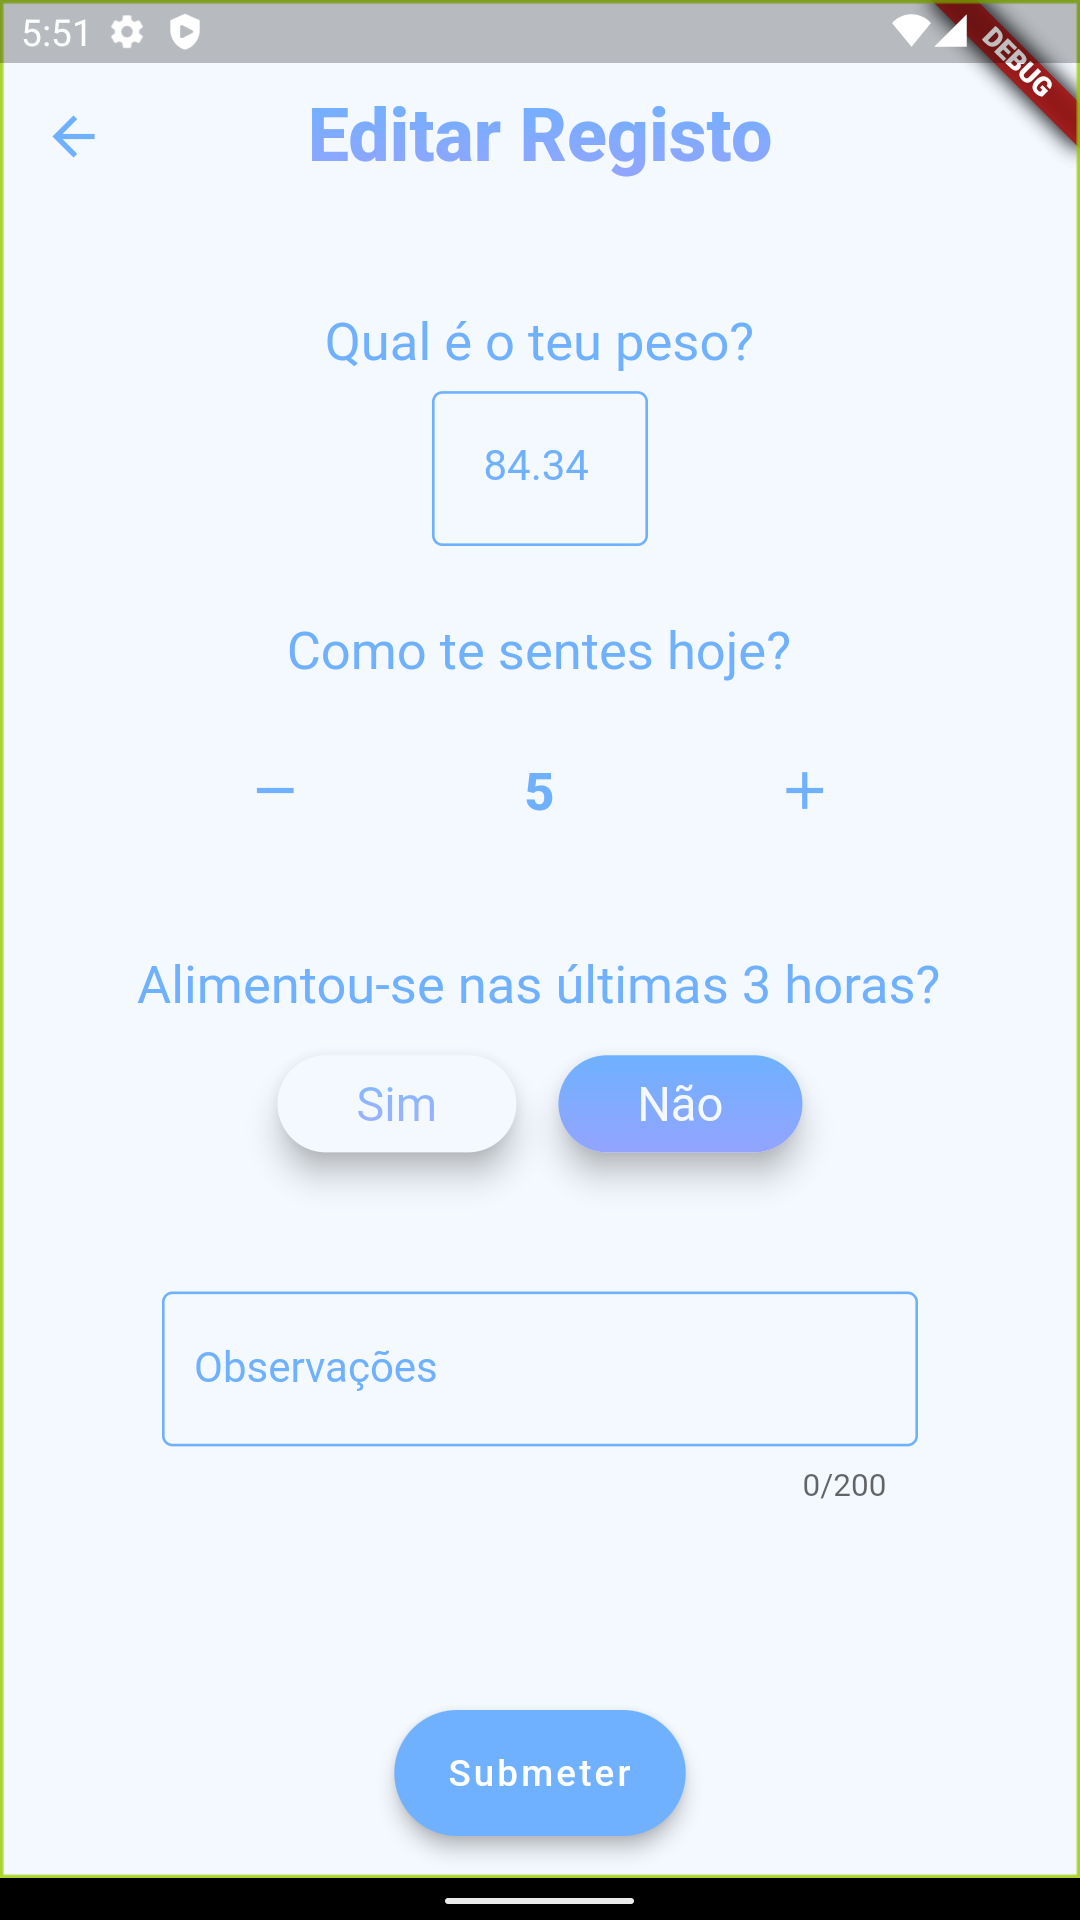 5:51
DEBUG
Editar Registo
Qual é o teu peso?
84.34
Como te sentes hoje?
5
Alimentou-se nas últimas 3 horas?
Sim Não
Observações
0/200
Submeter